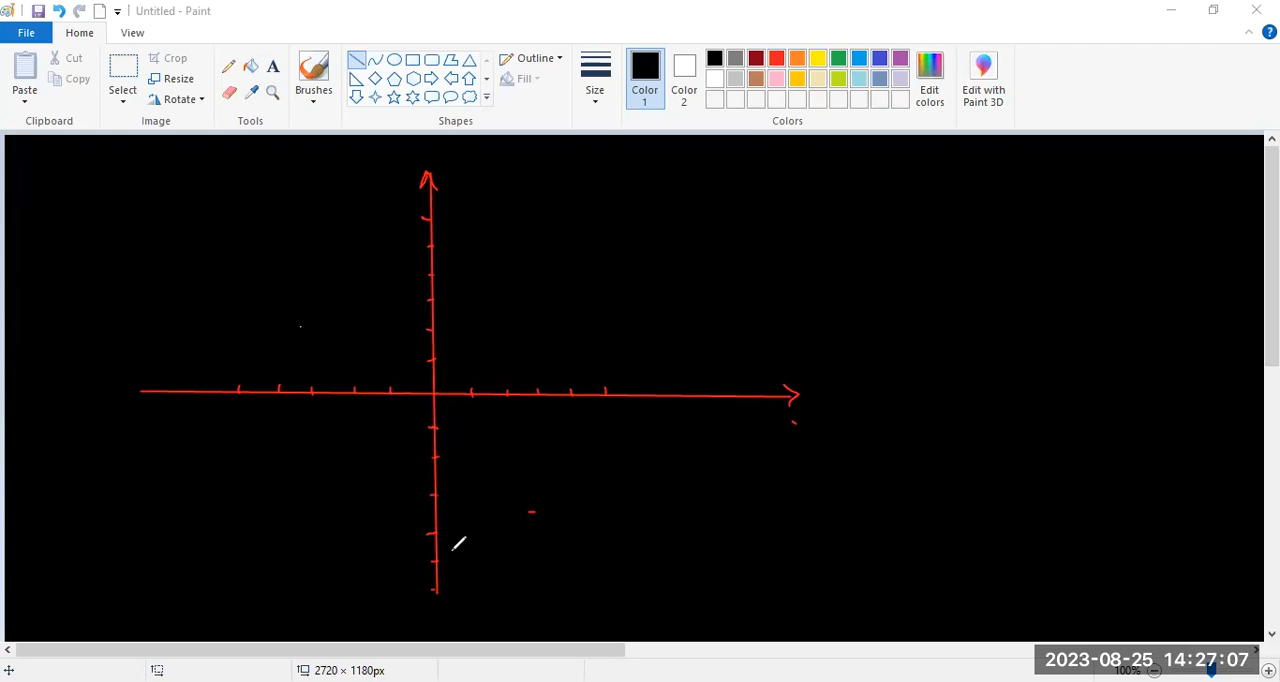 Untitled - Paint
File Home View
Paste
Cut
Copy
Clipboard
Select
Crop
Resize
Rotate
Image
A
Tools
Brushes
Shapes
Outline
Fill
Size
Color 1
Color 2
Colors
Edit colors
Edit with Paint 3D
2720 × 1180px
100%
2023-08-25 14:27:07